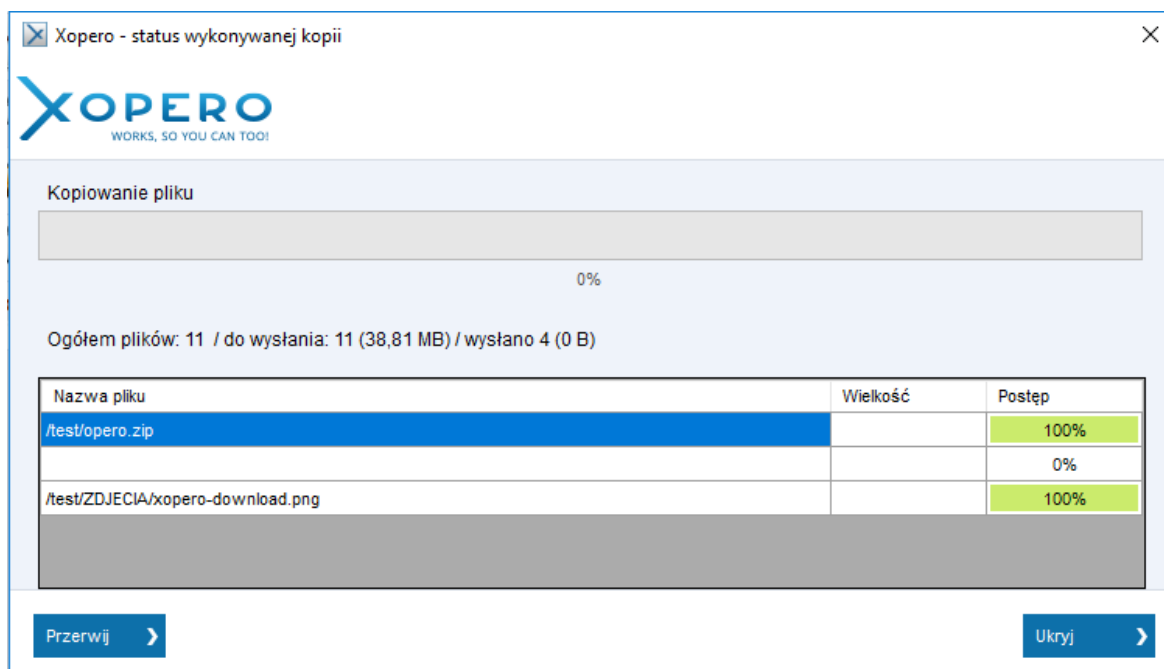 Xopero - status wykonywanej kopii
XOPERO
WORKS, SO YOU CAN TOO!
Kopiowanie pliku
0%
Ogółem plików: 11 / do wysłania: 11 (38,81 MB) / wysłano 4 (0 B)
Nazwa pliku Wielkość Postęp
/test/opero.zip 100%
0%
/test/ZDJECIA/xopero-download.png 100%
Przerwij Ukryj